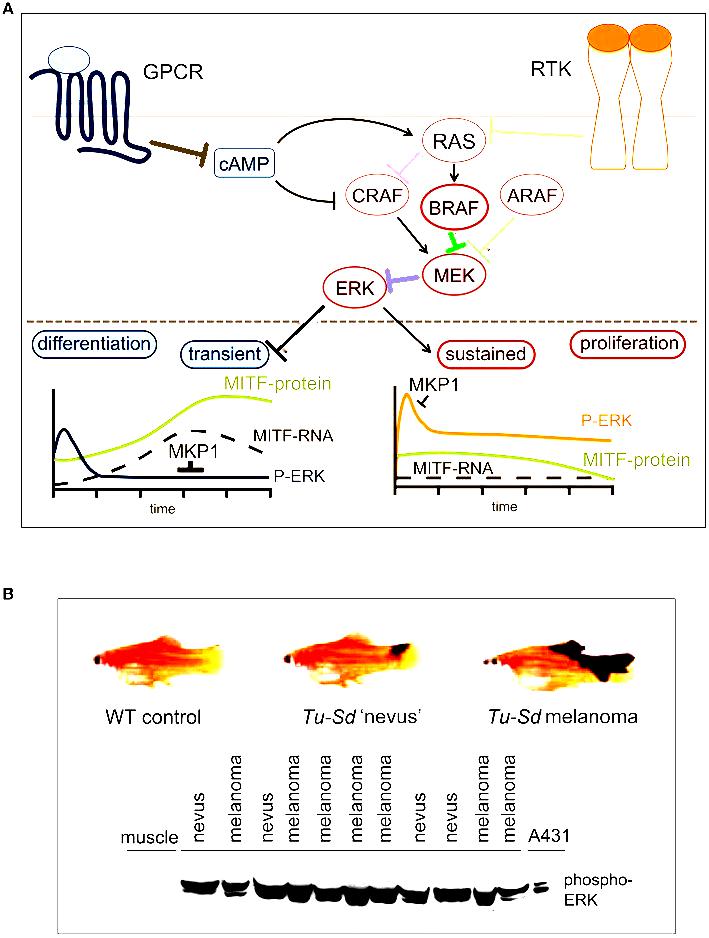 A
GPCR
RTK
cAMP
RAS
CRAF
BRAF
ARAF
MEK
ERK
differentiation
transient
sustained
proliferation
MITF-protein
MITF-RNA
MKP1
P-ERK
time
MKP1
P-ERK
MITF-protein
MITF-RNA
time
B
WT control
Tu-Sd 'nevus'
Tu-Sd melanoma
muscle
nevus
melanoma
nevus
melanoma
melanoma
melanoma
melanoma
nevus
nevus
melanoma
melanoma
A431
phospho-
ERK